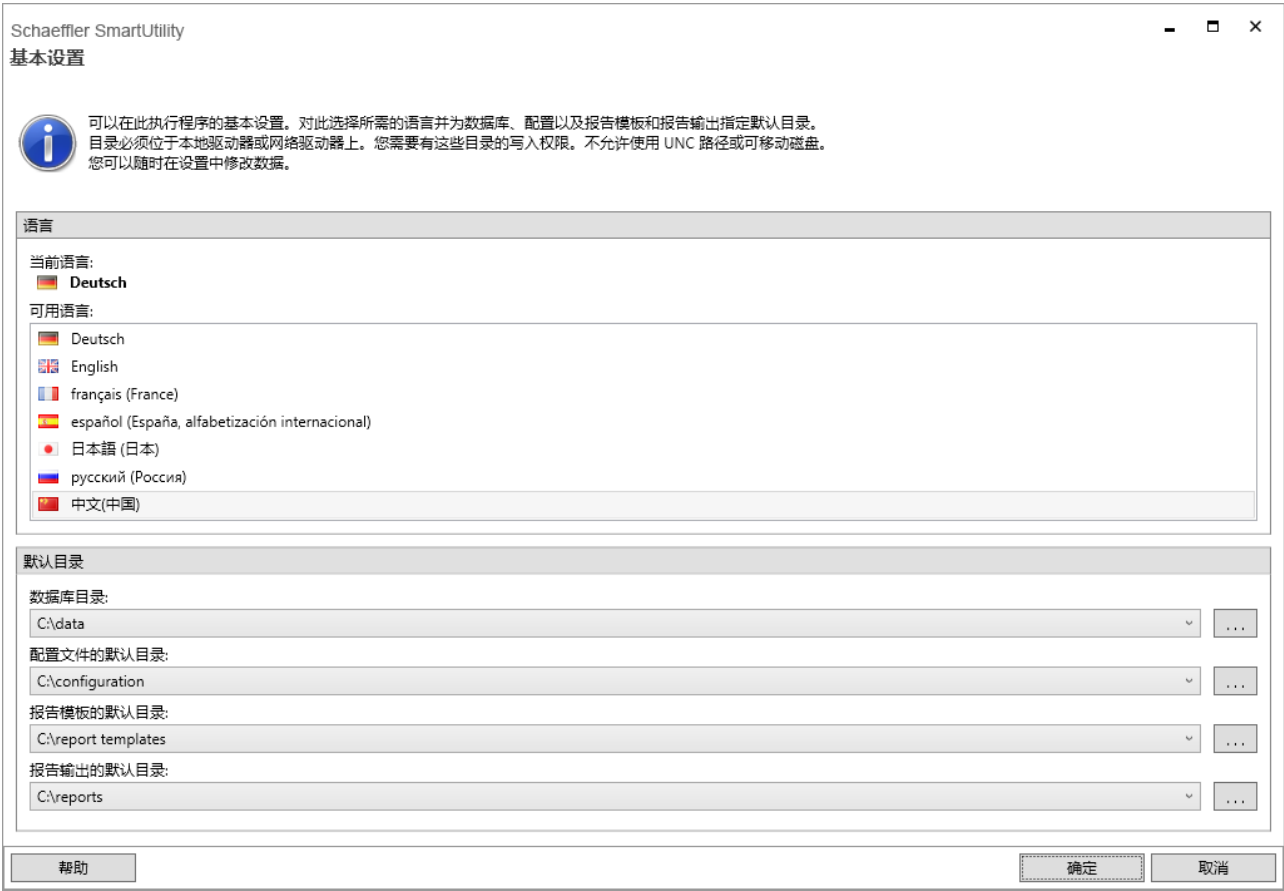 Schaeffler SmartUtility
基本设置
可以在此执行程序的基本设置。对此选择所需的语言并为数据库、配置以及报告模板和报告输出指定默认目录。
目录必须位于本地驱动器或网络驱动器上。您需要有这些目录的写入权限。不允许使用 UNC 路径或可移动磁盘。
您可以随时在设置中修改数据。
语言
当前语言:
Deutsch
可用语言:
Deutsch
English
français (France)
español (España, alfabetización internacional)
日本語 (日本)
русский (Россия)
中文(中国)
默认目录
数据库目录:
C:\data
...
配置文件的默认目录:
C:\configuration
...
报告模板的默认目录:
C:\report templates
...
报告输出的默认目录:
C:\reports
...
帮助
确定
取消